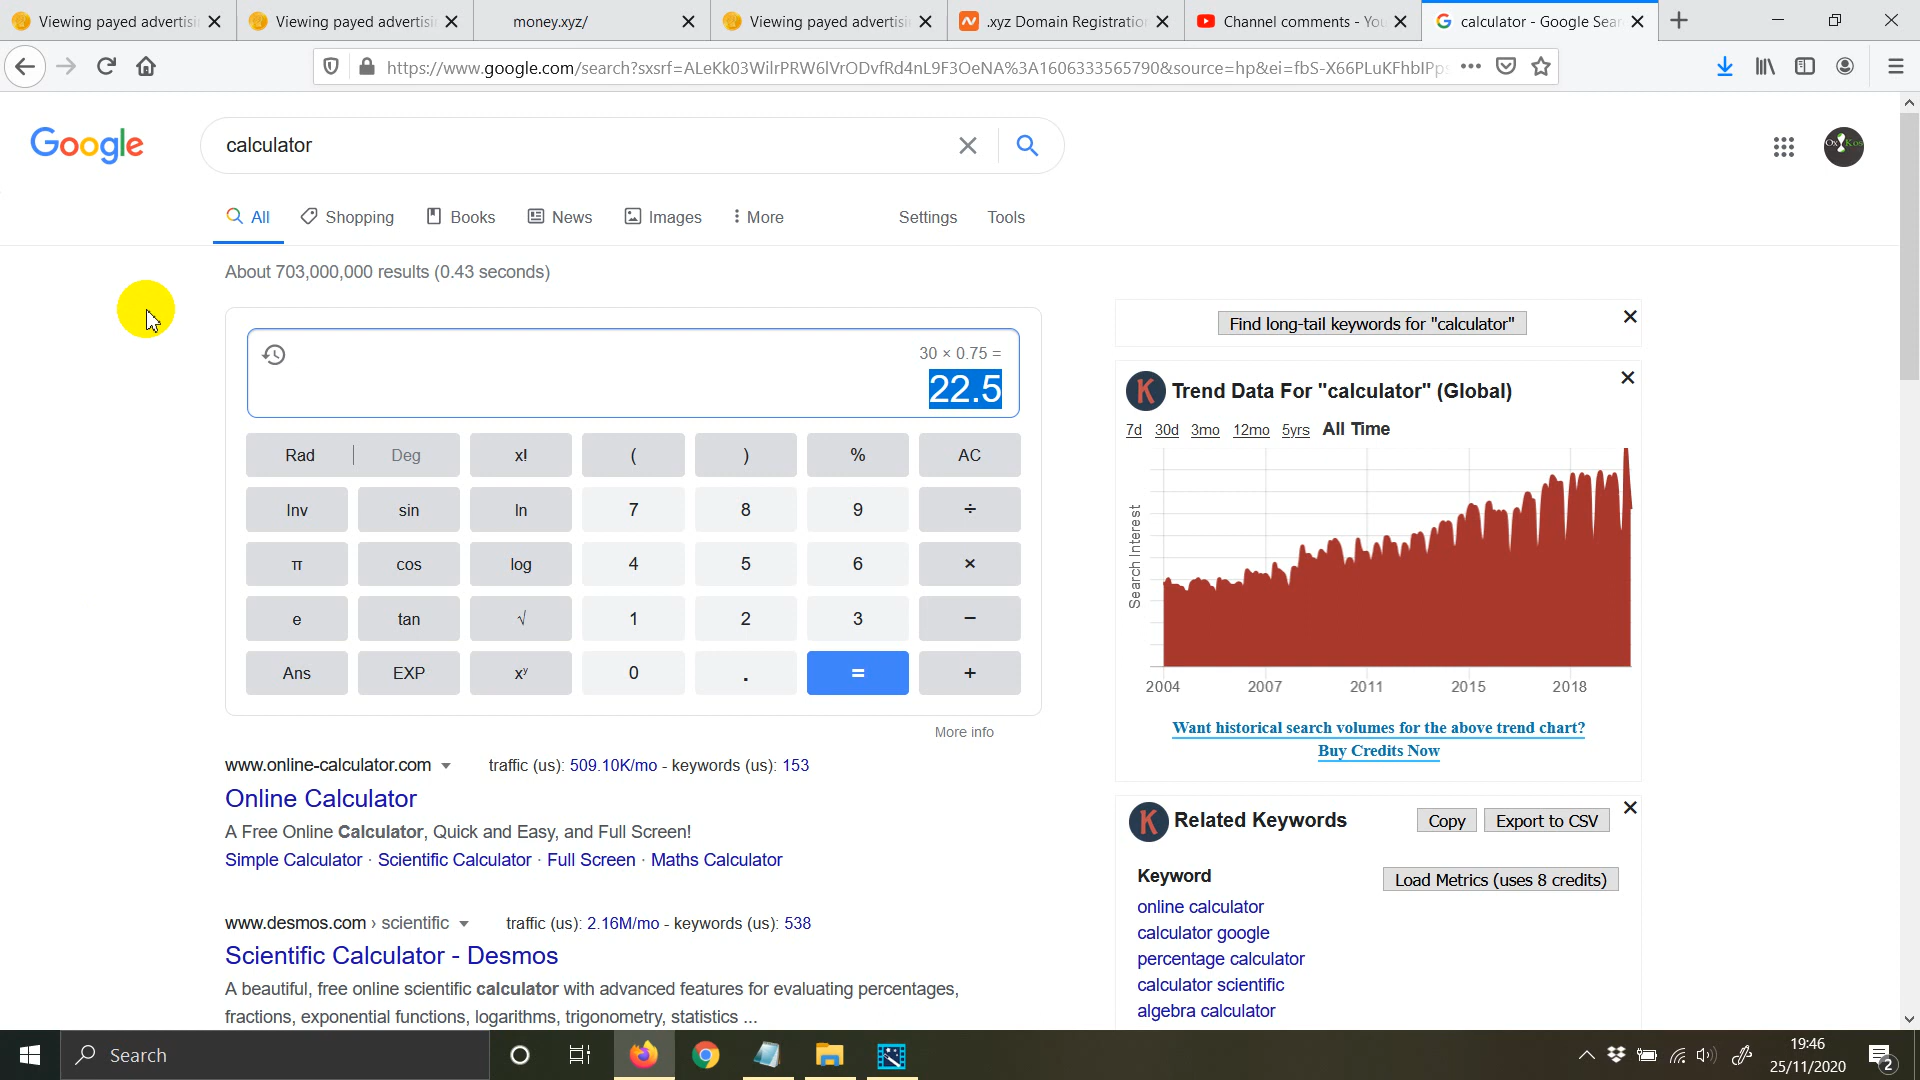 Viewing payed advertisi
Viewing payed advertisi
money.xyz/
Viewing payed advertisi
.xyz Domain Registratio
Channel comments - You
calculator - Google Sear
https://www.google.com/search?sxsrf=ALeKk03WiIrPRW6lVrODvfRd4nL9F3OeNA%3A1606333565790&source=hp&ei=fbS-X66PLuKFhbIPps
Google
calculator
All
Shopping
Books
News
Images
More
Settings
Tools
About 703,000,000 results (0.43 seconds)
30 × 0.75 =
22.5
Rad
Deg
x!
(
)
%
AC
Inv
sin
ln
7
8
9
÷
π
cos
log
4
5
6
×
e
tan
√
1
2
3
−
Ans
EXP
xʸ
0
.
=
+
More info
www.online-calculator.com
traffic (us): 509.10K/mo - keywords (us): 153
Online Calculator
A Free Online Calculator, Quick and Easy, and Full Screen!
Simple Calculator · Scientific Calculator · Full Screen · Maths Calculator
www.desmos.com › scientific
traffic (us): 2.16M/mo - keywords (us): 538
Scientific Calculator - Desmos
A beautiful, free online scientific calculator with advanced features for evaluating percentages,
fractions, exponential functions, logarithms, trigonometry, statistics ...
Find long-tail keywords for "calculator"
K
Trend Data For "calculator" (Global)
7d 30d 3mo 12mo 5yrs All Time
Search Interest
2004 2007 2011 2015 2018
Want historical search volumes for the above trend chart?
Buy Credits Now
K
Related Keywords
Copy
Export to CSV
Keyword
Load Metrics (uses 8 credits)
online calculator
calculator google
percentage calculator
calculator scientific
algebra calculator
Search
19:46
25/11/2020
2